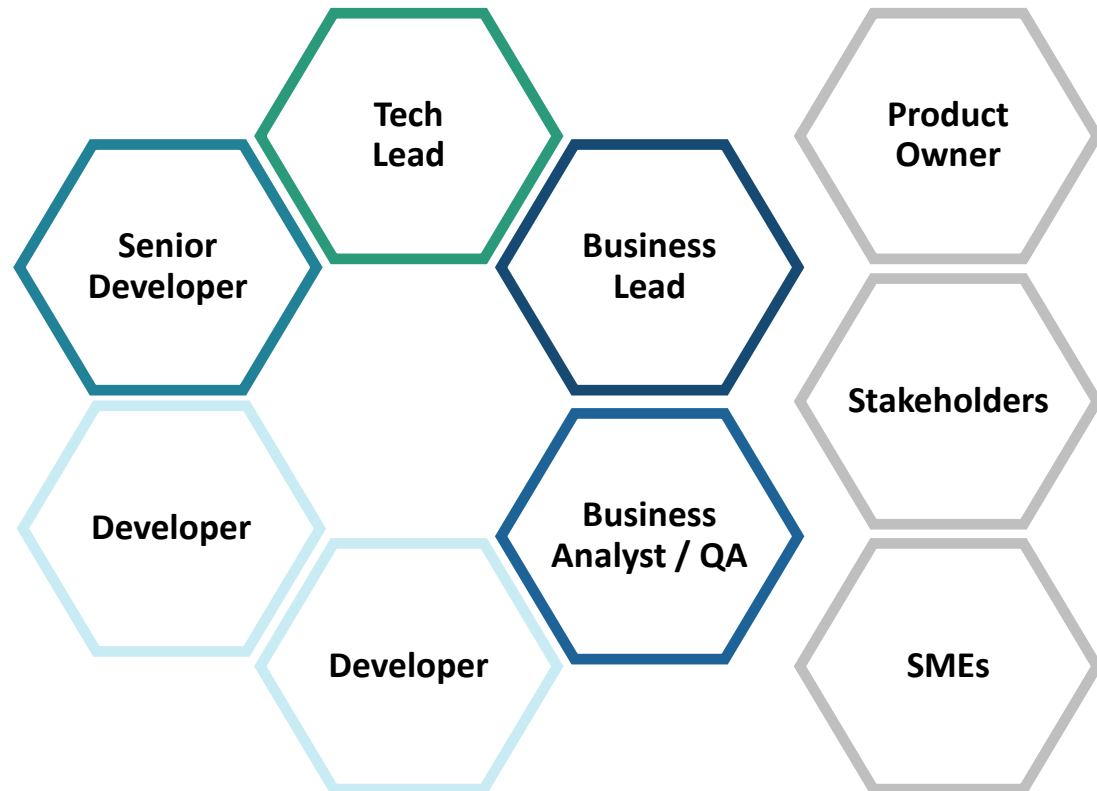 Tech
Lead
Product
Owner
Senior
Developer
Business
Lead
Stakeholders
Developer
Business
Analyst / QA
Developer
SMEs